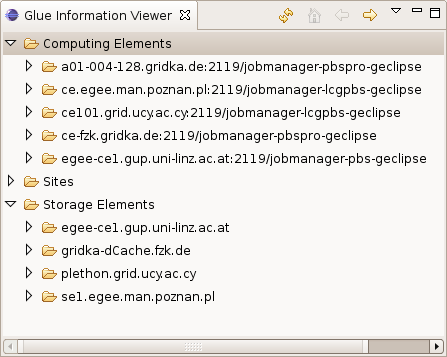 Glue Information Viewer
Computing Elements
a01-004-128.gridka.de:2119/jobmanager-pbspro-geclipse
ce.egee.man.poznan.pl:2119/jobmanager-lcgpbs-geclipse
ce101.grid.ucy.ac.cy:2119/jobmanager-lcgpbs-geclipse
ce-fzk.gridka.de:2119/jobmanager-pbspro-geclipse
egee-ce1.gup.uni-linz.ac.at:2119/jobmanager-pbs-geclipse
Sites
Storage Elements
egee-ce1.gup.uni-linz.ac.at
gridka-dCache.fzk.de
plethon.grid.ucy.ac.cy
se1.egee.man.poznan.pl